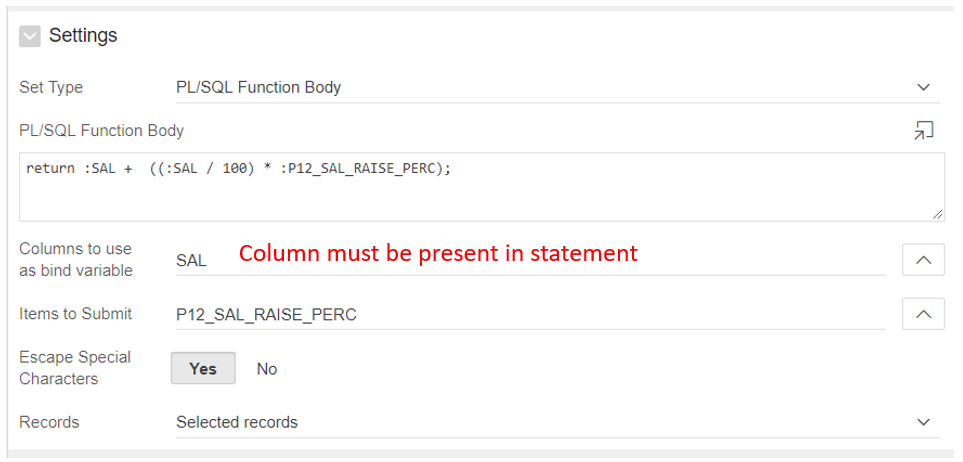 Settings
Set Type PL/SQL Function Body
PL/SQL Function Body
return :SAL +  ((:SAL / 100) * :P12_SAL_RAISE_PERC);
Columns to use
as bind variable
SAL Column must be present in statement
Items to Submit P12_SAL_RAISE_PERC
Escape Special
Characters
Yes No
Records Selected records